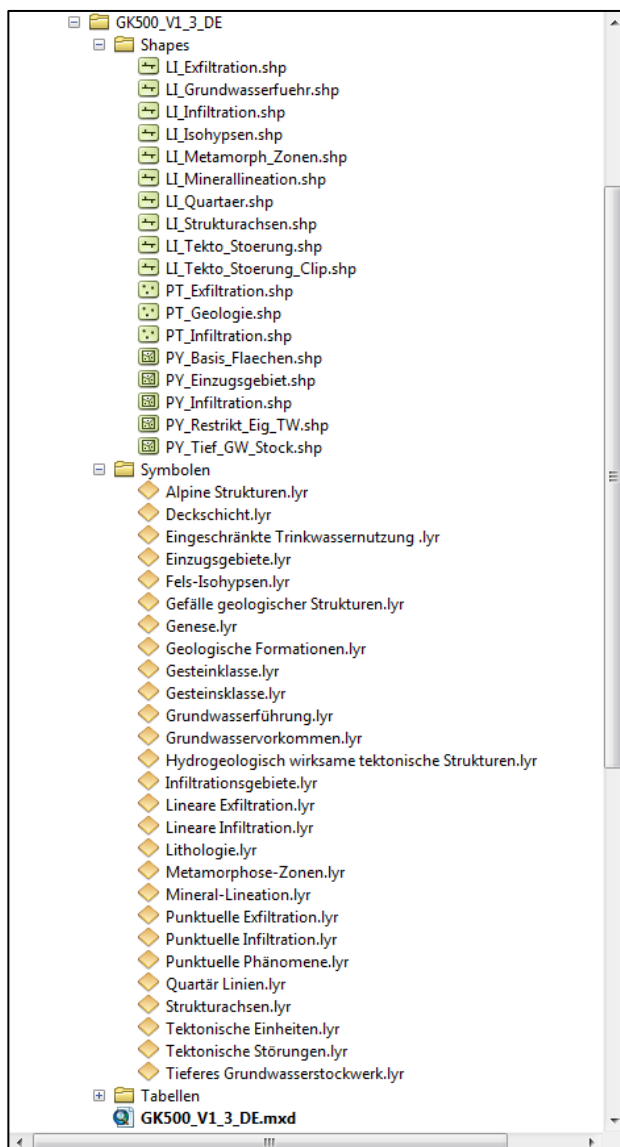 GK500_V1_3_DE
Shapes
LI_Exfiltration.shp
LI_Grundwasserfuehr.shp
LI_Infiltration.shp
LI_Isohypsen.shp
LI_Metamorph_Zonen.shp
LI_Minerallineation.shp
LI_Quartaer.shp
LI_Strukturachsen.shp
LI_Tekto_Stoerung.shp
LI_Tekto_Stoerung_Clip.shp
PT_Exfiltration.shp
PT_Geologie.shp
PT_Infiltration.shp
PY_Basis_Flaechen.shp
PY_Einzugsgebiet.shp
PY_Infiltration.shp
PY_Restrikt_Eig_TW.shp
PY_Tief_GW_Stock.shp
Symbolen
Alpine Strukturen.lyr
Deckschicht.lyr
Eingeschränkte Trinkwassernutzung .lyr
Einzugsgebiete.lyr
Fels-Isohypsen.lyr
Gefälle geologischer Strukturen.lyr
Genese.lyr
Geologische Formationen.lyr
Gesteinklasse.lyr
Gesteinsklasse.lyr
Grundwasserführung.lyr
Grundwasservorkommen.lyr
Hydrogeologisch wirksame tektonische Strukturen.lyr
Infiltrationsgebiete.lyr
Lineare Exfiltration.lyr
Lineare Infiltration.lyr
Lithologie.lyr
Metamorphose-Zonen.lyr
Mineral-Lineation.lyr
Punktuelle Exfiltration.lyr
Punktuelle Infiltration.lyr
Punktuelle Phänomene.lyr
Quartär Linien.lyr
Strukturachsen.lyr
Tektonische Einheiten.lyr
Tektonische Störungen.lyr
Tieferes Grundwasserstockwerk.lyr
Tabellen
GK500_V1_3_DE.mxd